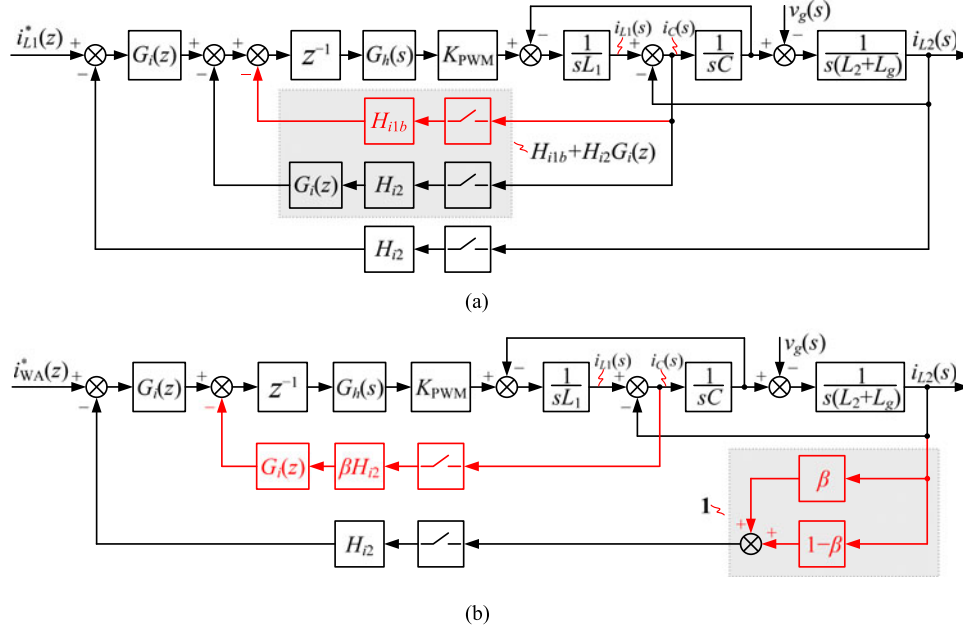 i*L1(z) + − Gi(z) + − + − z−1 Gh(s) KPWM + − 1/sL1 iL1(s) + − iC(s) 1/sC + − vg(s) 1/s(L2+Lg) iL2(s)
Hi1b
Hi1b+Hi2Gi(z)
Gi(z) Hi2
Hi2
(a)
i*WA(z) + − Gi(z) + − z−1 Gh(s) KPWM + − 1/sL1 iL1(s) + − iC(s) 1/sC + − vg(s) 1/s(L2+Lg) iL2(s)
Gi(z) βHi2
β
1 + +
Hi2 1−β
(b)